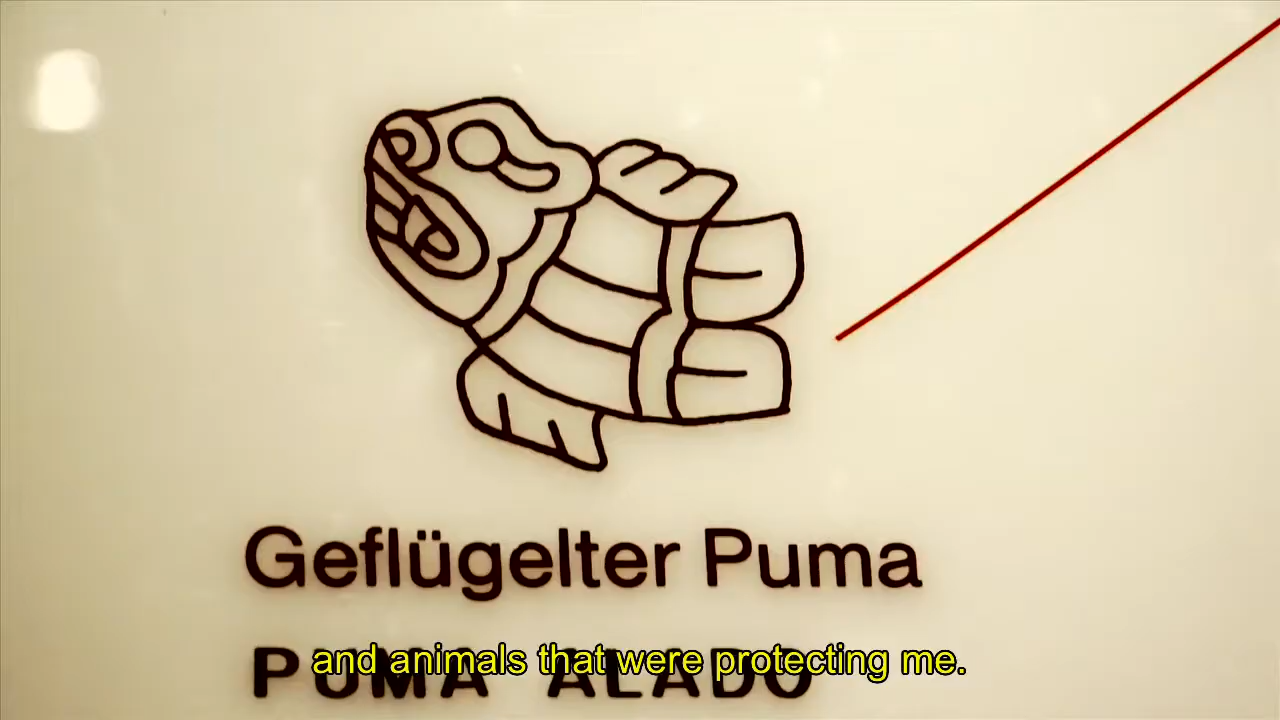 Geflügelter Puma
PUMA ALADO
and animals that were protecting me.